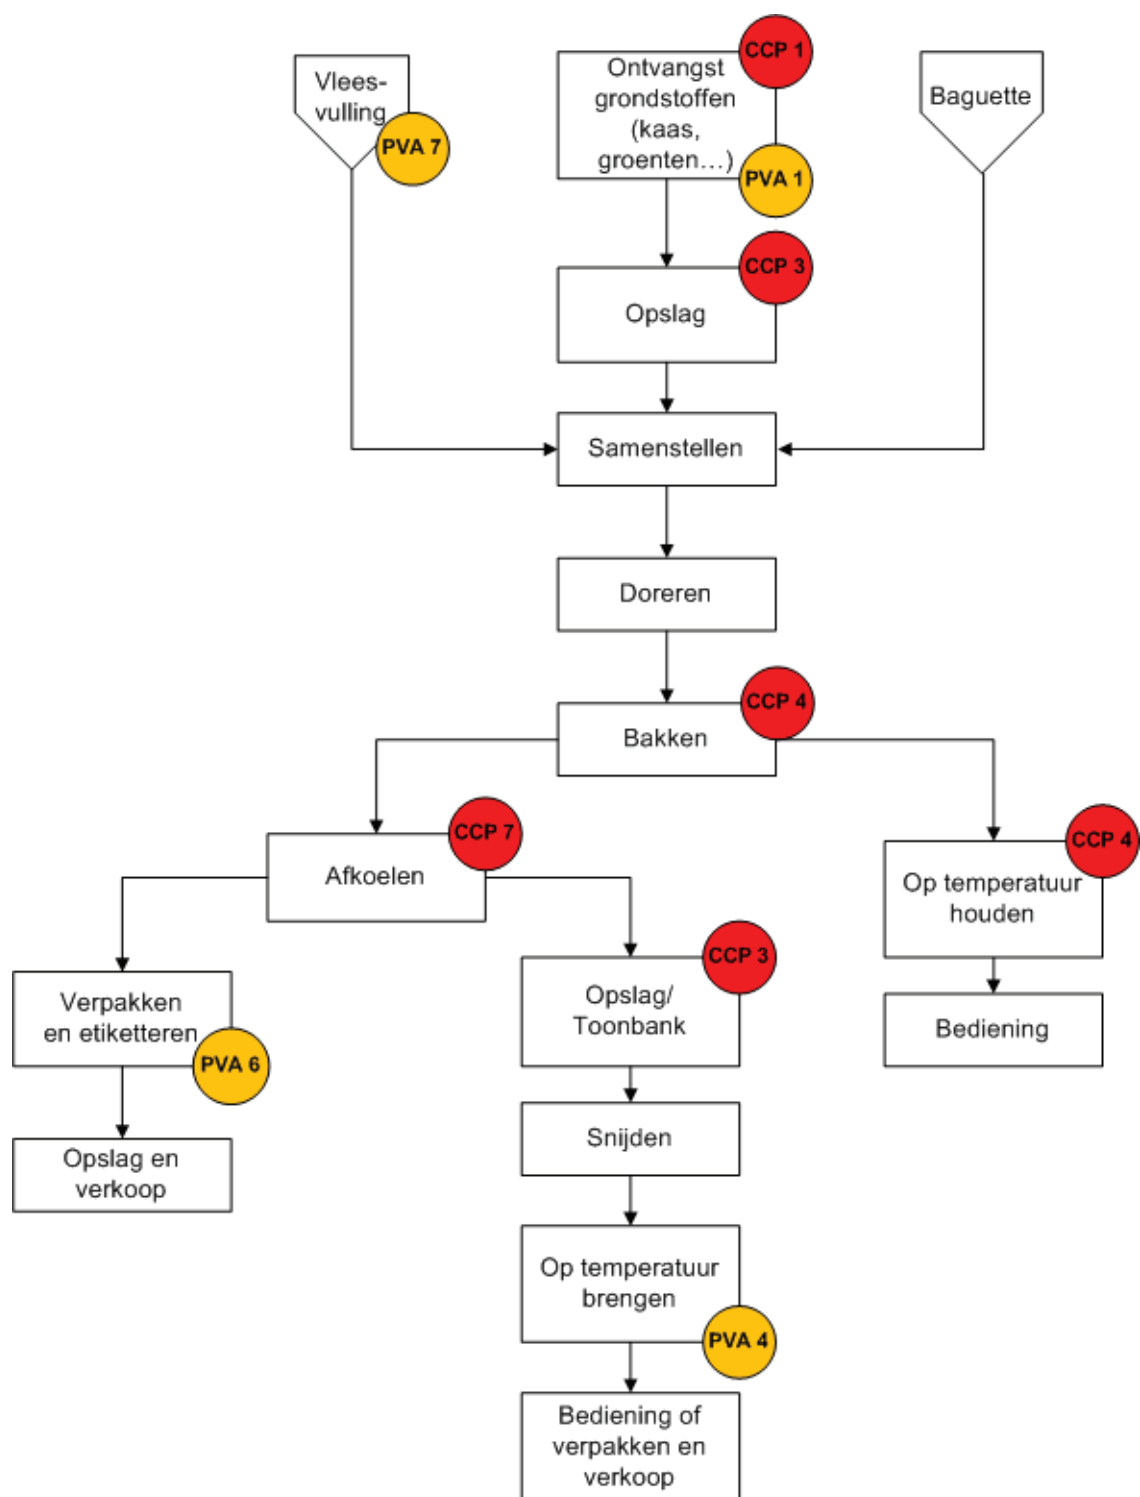 Vlees-
vulling
PVA 7
CCP 1
Ontvangst
grondstoffen
(kaas,
groenten...)
PVA 1
Baguette
CCP 3
Opslag
Samenstellen
Doreren
CCP 4
Bakken
CCP 7
Afkoelen
CCP 4
Op temperatuur
houden
Verpakken
en etiketteren
PVA 6
CCP 3
Opslag/
Toonbank
Bediening
Opslag en
verkoop
Snijden
Op temperatuur
brengen
PVA 4
Bediening of
verpakken en
verkoop